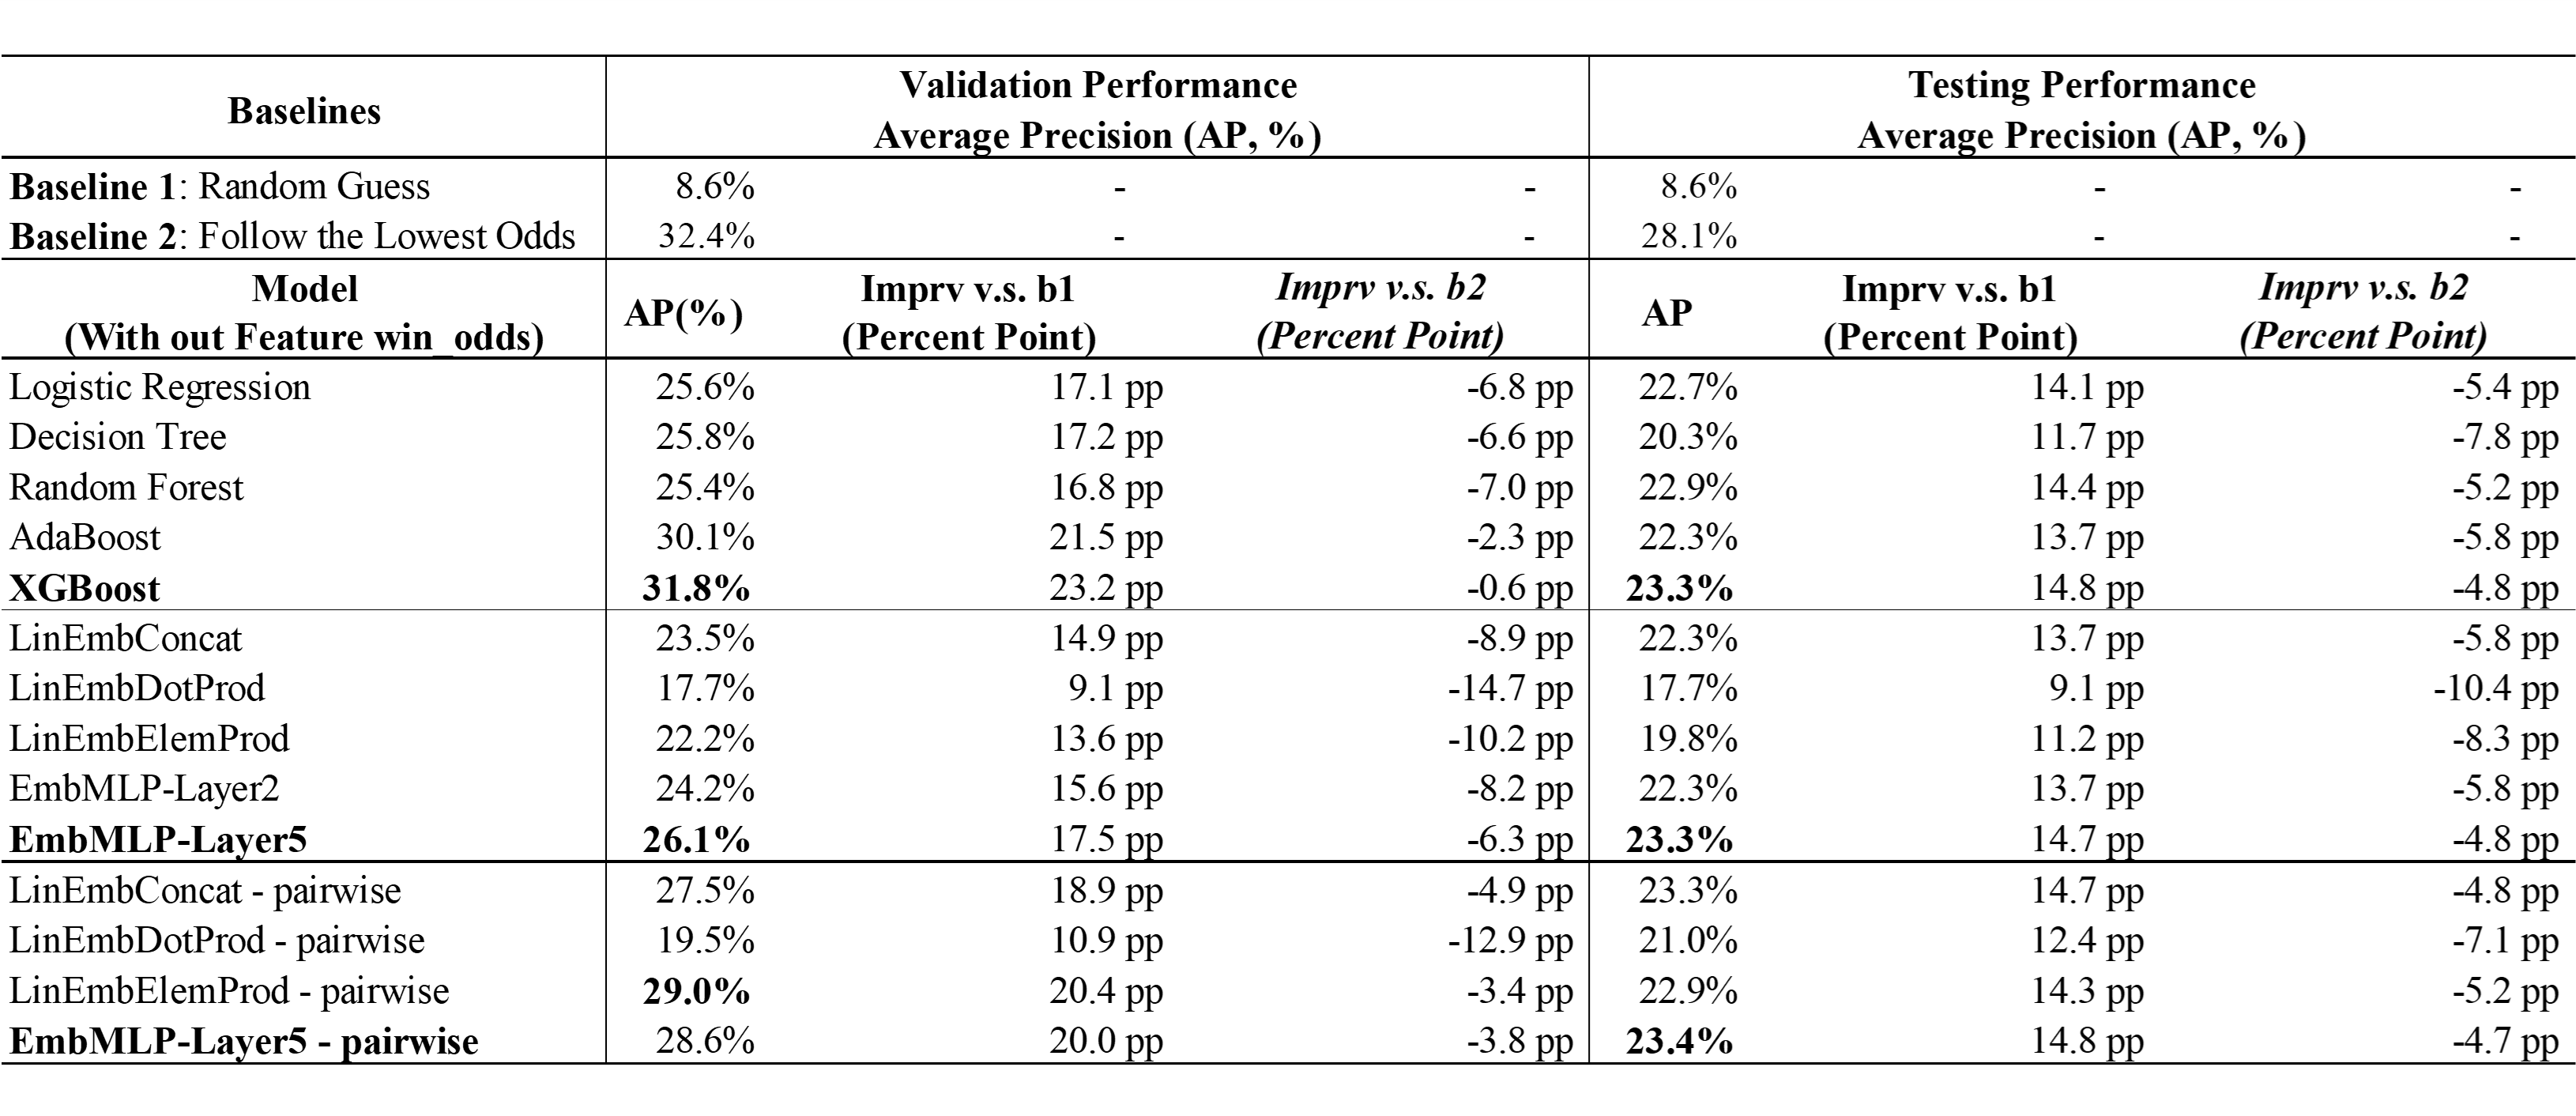 Baselines Validation Performance Average Precision (AP, %) Testing Performance Average Precision (AP, %)
Baseline 1: Random Guess 8.6% - - 8.6% - -
Baseline 2: Follow the Lowest Odds 32.4% - - 28.1% - -
Model (With out Feature win_odds) AP(%) Imprv v.s. b1 (Percent Point) Imprv v.s. b2 (Percent Point) AP Imprv v.s. b1 (Percent Point) Imprv v.s. b2 (Percent Point)
Logistic Regression 25.6% 17.1 pp -6.8 pp 22.7% 14.1 pp -5.4 pp
Decision Tree 25.8% 17.2 pp -6.6 pp 20.3% 11.7 pp -7.8 pp
Random Forest 25.4% 16.8 pp -7.0 pp 22.9% 14.4 pp -5.2 pp
AdaBoost 30.1% 21.5 pp -2.3 pp 22.3% 13.7 pp -5.8 pp
XGBoost 31.8% 23.2 pp -0.6 pp 23.3% 14.8 pp -4.8 pp
LinEmbConcat 23.5% 14.9 pp -8.9 pp 22.3% 13.7 pp -5.8 pp
LinEmbDotProd 17.7% 9.1 pp -14.7 pp 17.7% 9.1 pp -10.4 pp
LinEmbElemProd 22.2% 13.6 pp -10.2 pp 19.8% 11.2 pp -8.3 pp
EmbMLP-Layer2 24.2% 15.6 pp -8.2 pp 22.3% 13.7 pp -5.8 pp
EmbMLP-Layer5 26.1% 17.5 pp -6.3 pp 23.3% 14.7 pp -4.8 pp
LinEmbConcat - pairwise 27.5% 18.9 pp -4.9 pp 23.3% 14.7 pp -4.8 pp
LinEmbDotProd - pairwise 19.5% 10.9 pp -12.9 pp 21.0% 12.4 pp -7.1 pp
LinEmbElemProd - pairwise 29.0% 20.4 pp -3.4 pp 22.9% 14.3 pp -5.2 pp
EmbMLP-Layer5 - pairwise 28.6% 20.0 pp -3.8 pp 23.4% 14.8 pp -4.7 pp